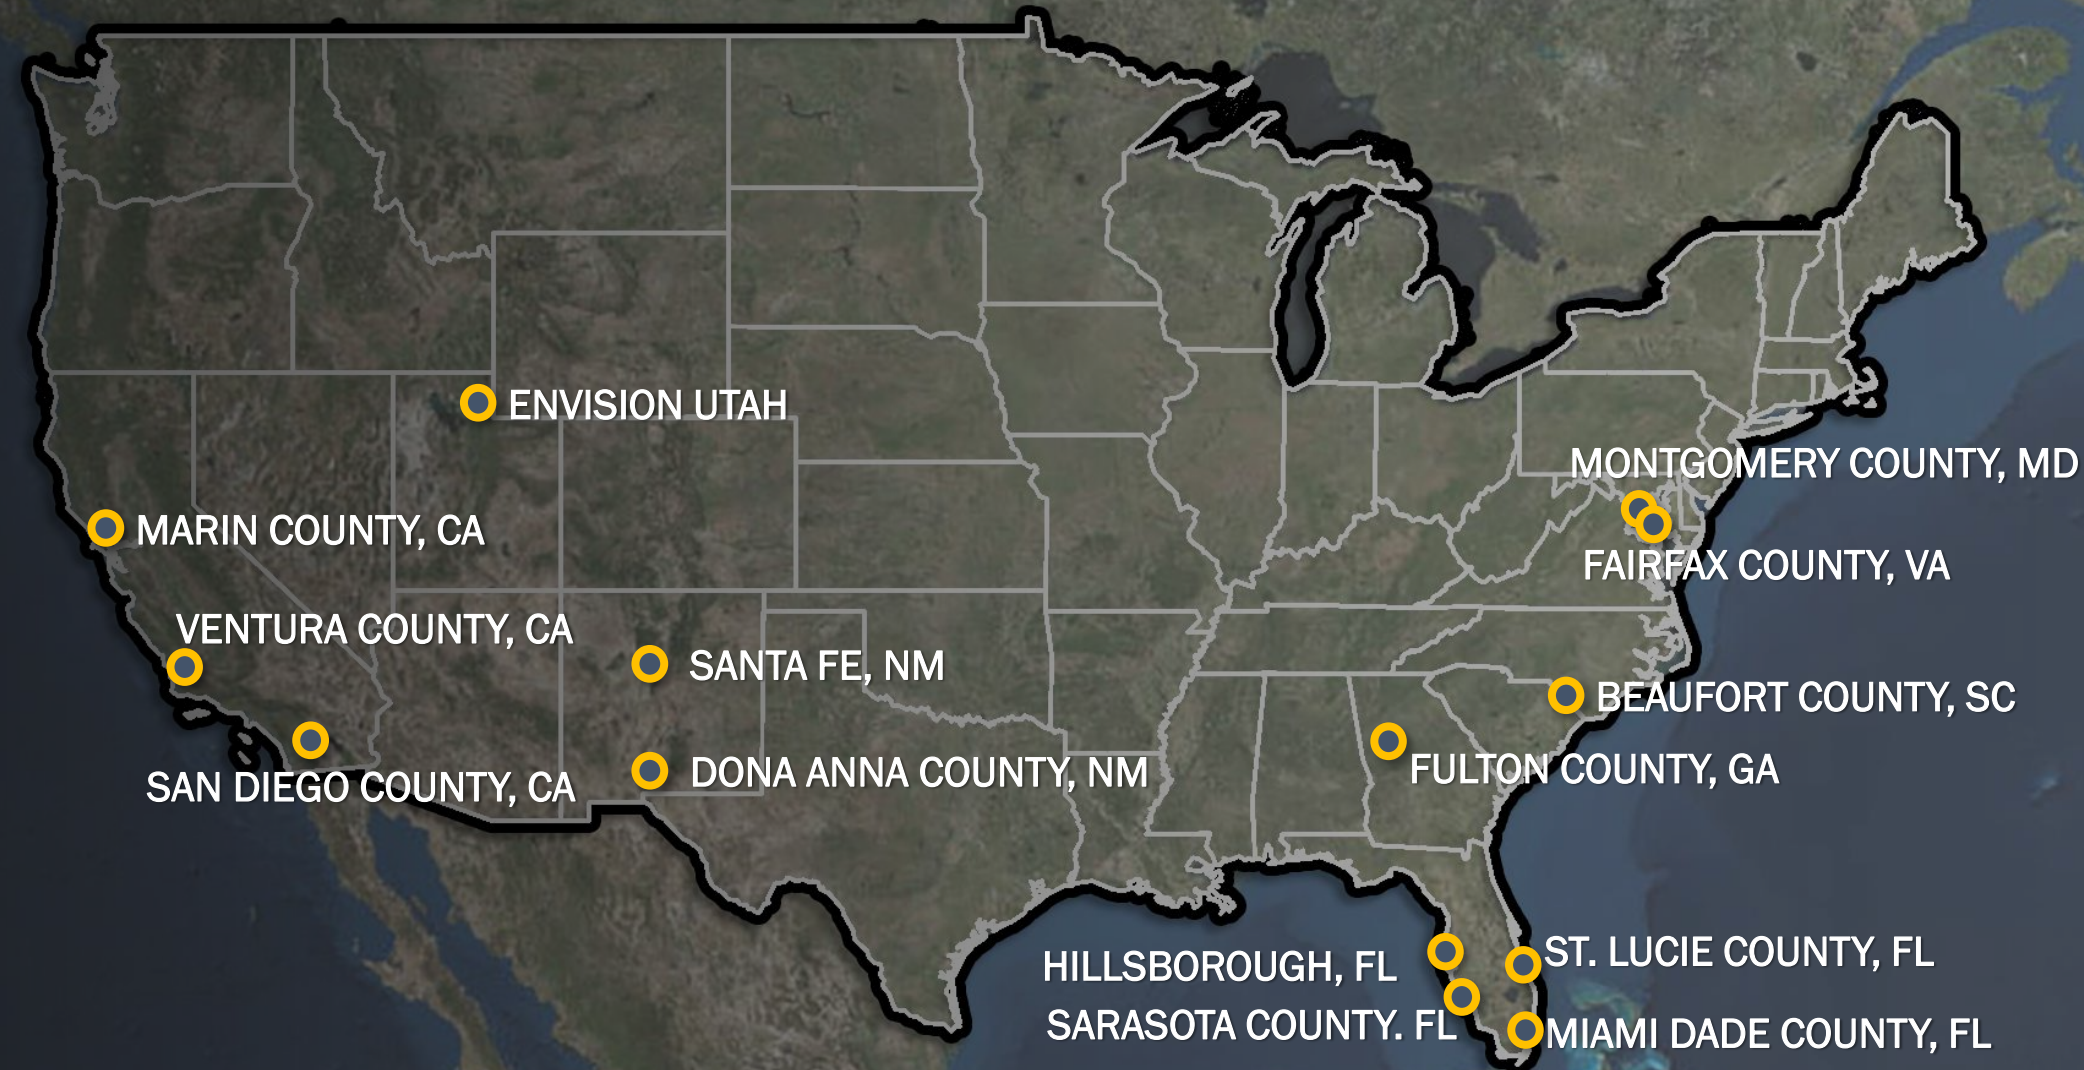 ENVISION UTAH
MONTGOMERY COUNTY, MD
MARIN COUNTY, CA
FAIRFAX COUNTY, VA
VENTURA COUNTY, CA
SANTA FE, NM
BEAUFORT COUNTY, SC
DONA ANNA COUNTY, NM
FULTON COUNTY, GA
SAN DIEGO COUNTY, CA
ST. LUCIE COUNTY, FL
HILLSBOROUGH, FL
SARASOTA COUNTY. FL
MIAMI DADE COUNTY, FL